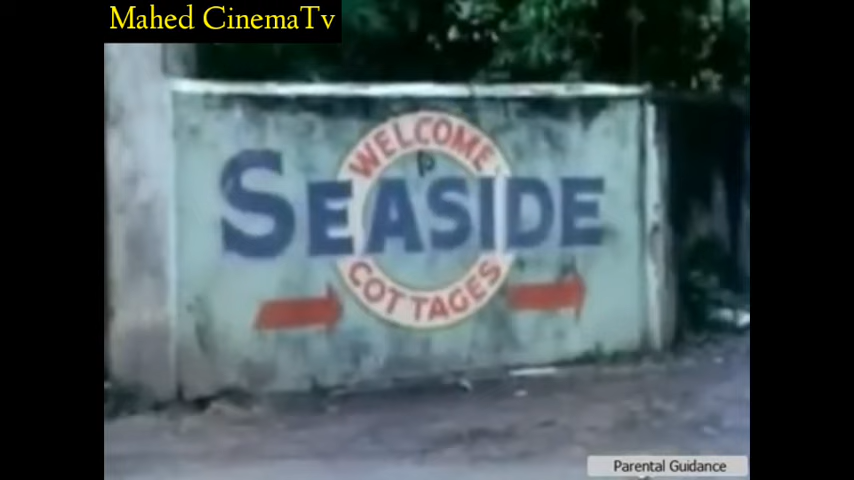 Mahed CinemaTv
WELCOME
P
SEASIDE
COTTAGES
Parental Guidance